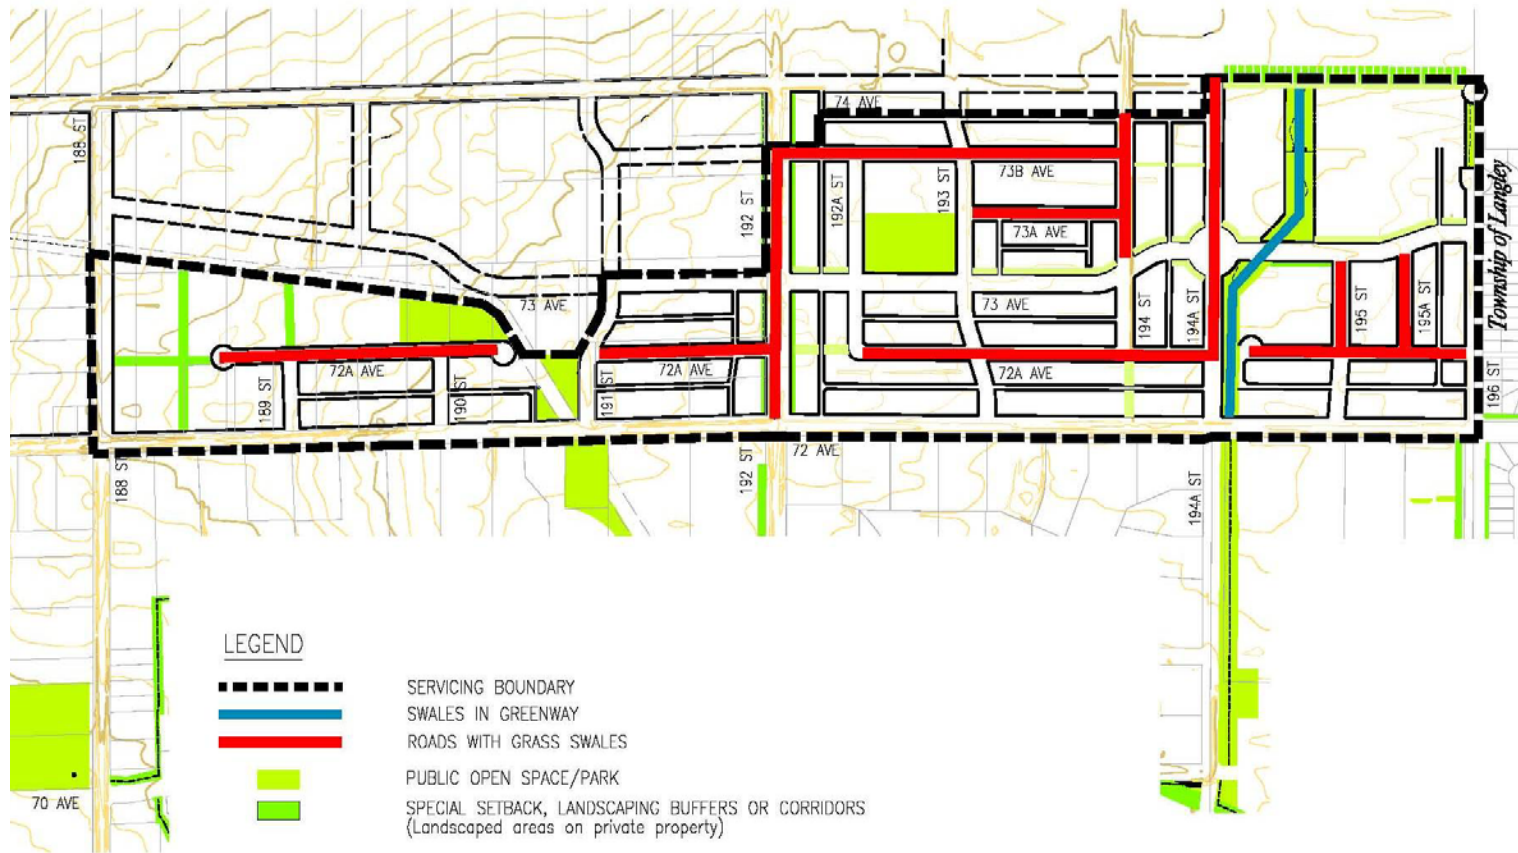 74 AVE
188 ST
73B AVE
192 ST
192A ST
193 ST
73A AVE
Township of Langley
73 AVE
73 AVE
194 ST
194A ST
195 ST
195A ST
72A AVE
72A AVE
72A AVE
189 ST
190 ST
191 ST
196 ST
72 AVE
188 ST
192 ST
194A ST
LEGEND
SERVICING BOUNDARY
SWALES IN GREENWAY
ROADS WITH GRASS SWALES
PUBLIC OPEN SPACE/PARK
70 AVE
SPECIAL SETBACK, LANDSCAPING BUFFERS OR CORRIDORS
(Landscaped areas on private property)